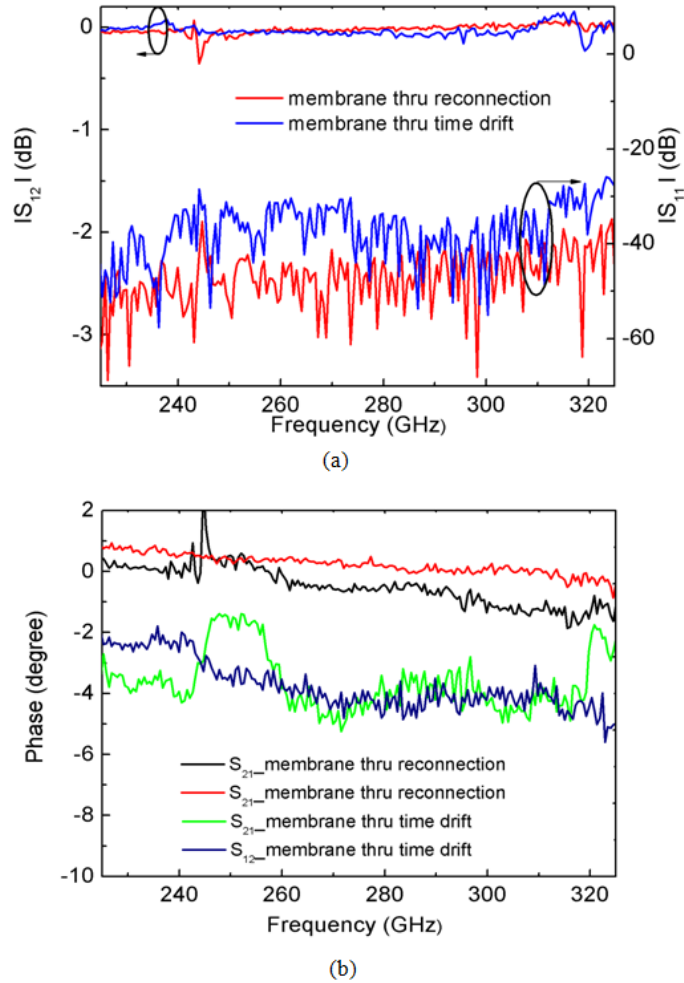 0
-1
-2
-3
|S12| (dB)
membrane thru reconnection
membrane thru time drift
0
-20
-40
-60
|S11| (dB)
240 260 280 300 320
Frequency (GHz)
(a)
2
0
-2
-4
-6
-8
-10
Phase (degree)
S21_membrane thru reconnection
S21_membrane thru reconnection
S21_membrane thru time drift
S12_membrane thru time drift
240 260 280 300 320
Frequency (GHz)
(b)